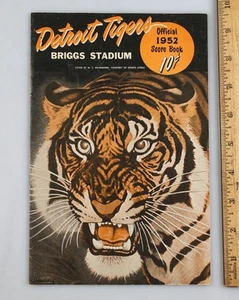 Detroit Tigers
BRIGGS STADIUM
Official
1952
Score Book
10¢